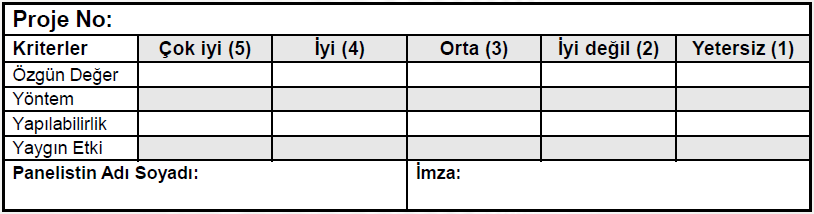 Proje No:
Kriterler Çok iyi (5) İyi (4) Orta (3) İyi değil (2) Yetersiz (1)
Özgün Değer
Yöntem
Yapılabilirlik
Yaygın Etki
Panelistin Adı Soyadı: İmza: